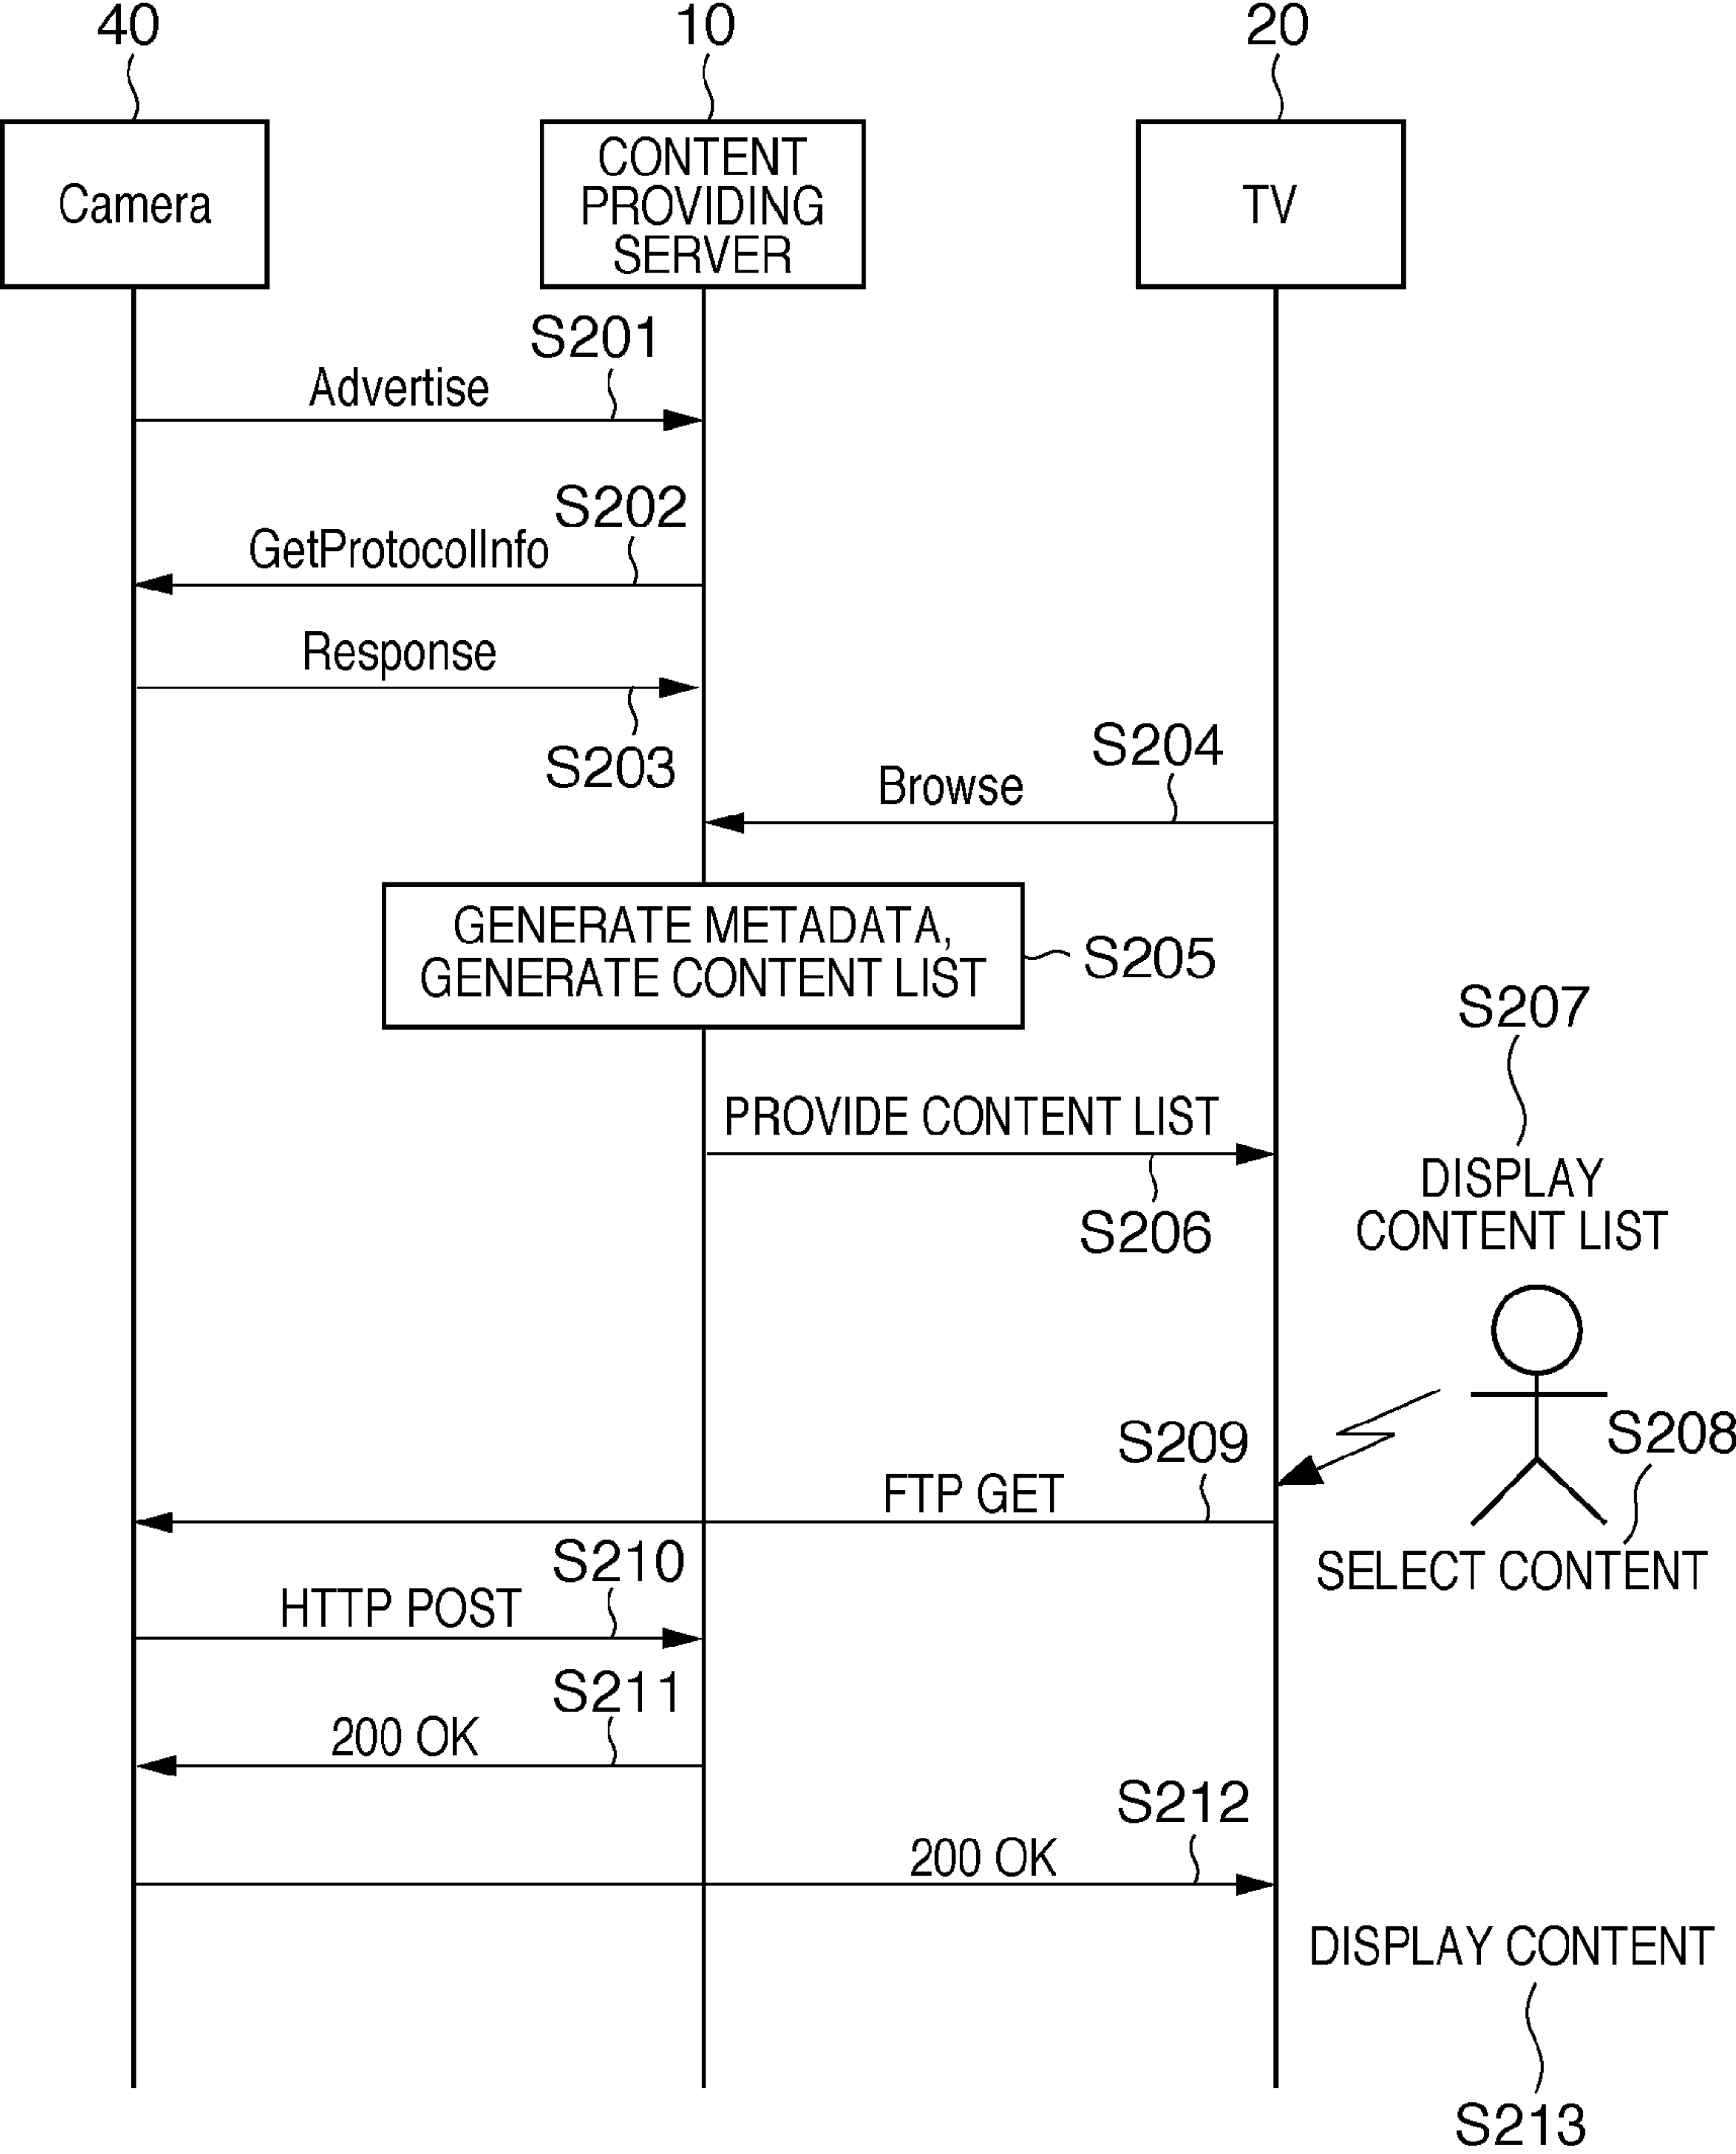 40
10
20
Camera
CONTENT
PROVIDING
SERVER
TV
S201
Advertise
S202
GetProtocolInfo
Response
S203
S204
Browse
GENERATE METADATA,
GENERATE CONTENT LIST
S205
S207
PROVIDE CONTENT LIST
S206
DISPLAY
CONTENT LIST
S209
FTP GET
S208
SELECT CONTENT
S210
HTTP POST
S211
200 OK
S212
200 OK
DISPLAY CONTENT
S213